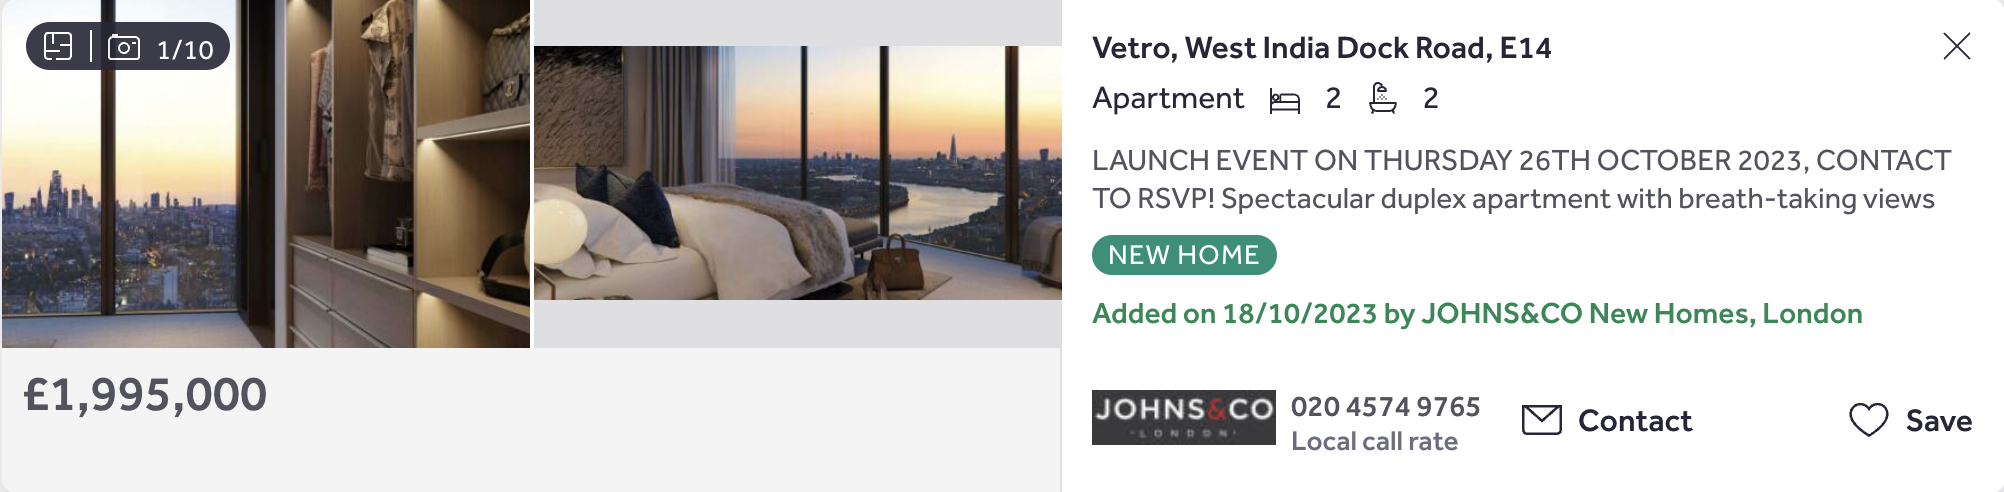 1/10
£1,995,000
Vetro, West India Dock Road, E14
Apartment 2 2
LAUNCH EVENT ON THURSDAY 26TH OCTOBER 2023, CONTACT
TO RSVP! Spectacular duplex apartment with breath-taking views
NEW HOME
Added on 18/10/2023 by JOHNS&CO New Homes, London
JOHNS&CO
·LONDON·
020 4574 9765
Local call rate
Contact
Save